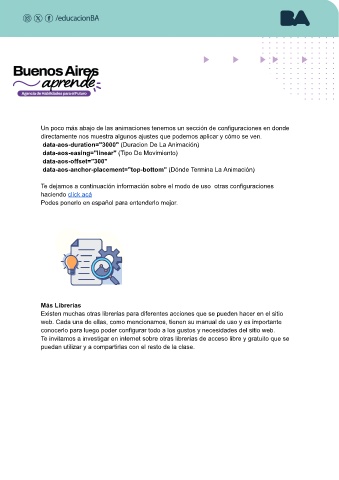 /educacionBA
BA
Buenos Aires
aprende
Agencia de Habilidades para el Futuro
Un poco más abajo de las animaciones tenemos un sección de configuraciones en donde
directamente nos muestra algunos ajustes que podemos aplicar y cómo se ven.
data-aos-duration="3000" (Duracion De La Animación)
data-aos-easing="linear" (Tipo De Movimiento)
data-aos-offset="300"
data-aos-anchor-placement="top-bottom" (Dónde Termina La Animación)
Te dejamos a continuación información sobre el modo de uso otras configuraciones
haciendo click acá
Podes ponerlo en español para entenderlo mejor.
Más Librerías
Existen muchas otras librerías para diferentes acciones que se pueden hacer en el sitio
web. Cada una de ellas, como mencionamos, tienen su manual de uso y es importante
conocerlo para luego poder configurar todo a los gustos y necesidades del sitio web.
Te invitamos a investigar en internet sobre otras librerías de acceso libre y gratuito que se
puedan utilizar y a compartirlas con el resto de la clase.